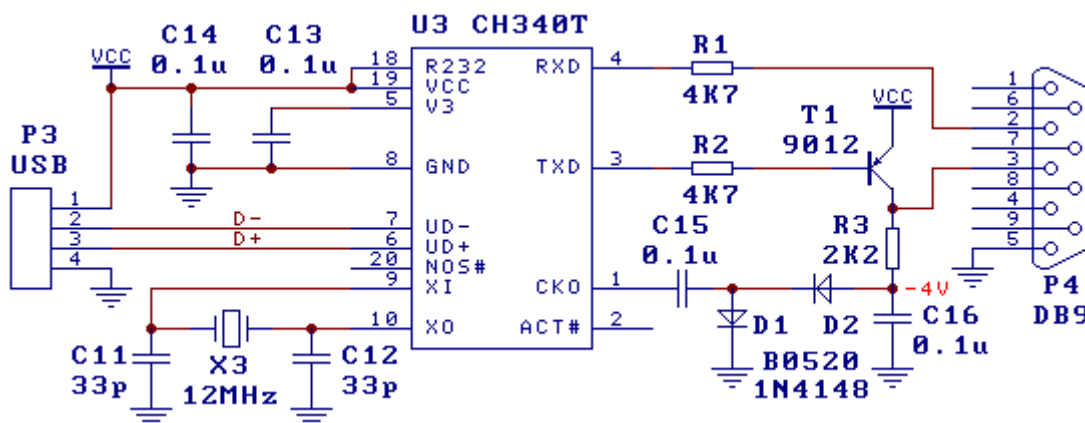 U3 CH340T
C14
0.1u
C13
0.1u
VCC
18
R232
19
VCC
5
V3
8
GND
7
UD-
6
UD+
20
NOS#
9
XI
10
XO
RXD
4
TXD
3
CKO
1
ACT#
2
P3
USB
1
2
3
4
D-
D+
C11
33p
X3
12MHz
C12
33p
R1
4K7
R2
4K7
T1
9012
VCC
C15
0.1u
R3
2K2
-4V
D1
D2
B0520
1N4148
C16
0.1u
1
6
2
7
3
8
4
9
5
P4
DB9